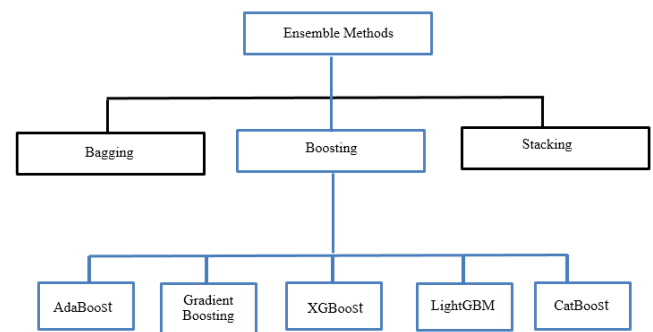 Ensemble Methods
Bagging
Boosting
Stacking
AdaBoost
Gradient
Boosting
XGBoost
LightGBM
CatBoost